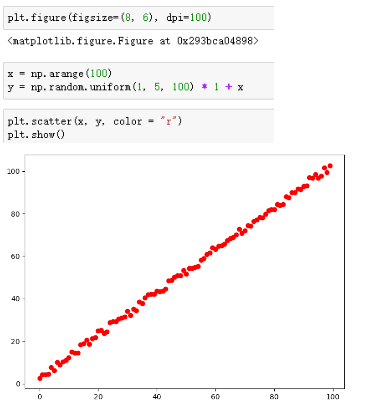 plt.figure(figsize=(8, 6), dpi=100)
<matplotlib.figure.Figure at 0x293bca04898>
x = np.arange(100)
y = np.random.uniform(1, 5, 100) * 1 + x
plt.scatter(x, y, color = "r")
plt.show()
100
80
60
40
20
0
0 20 40 60 80 100